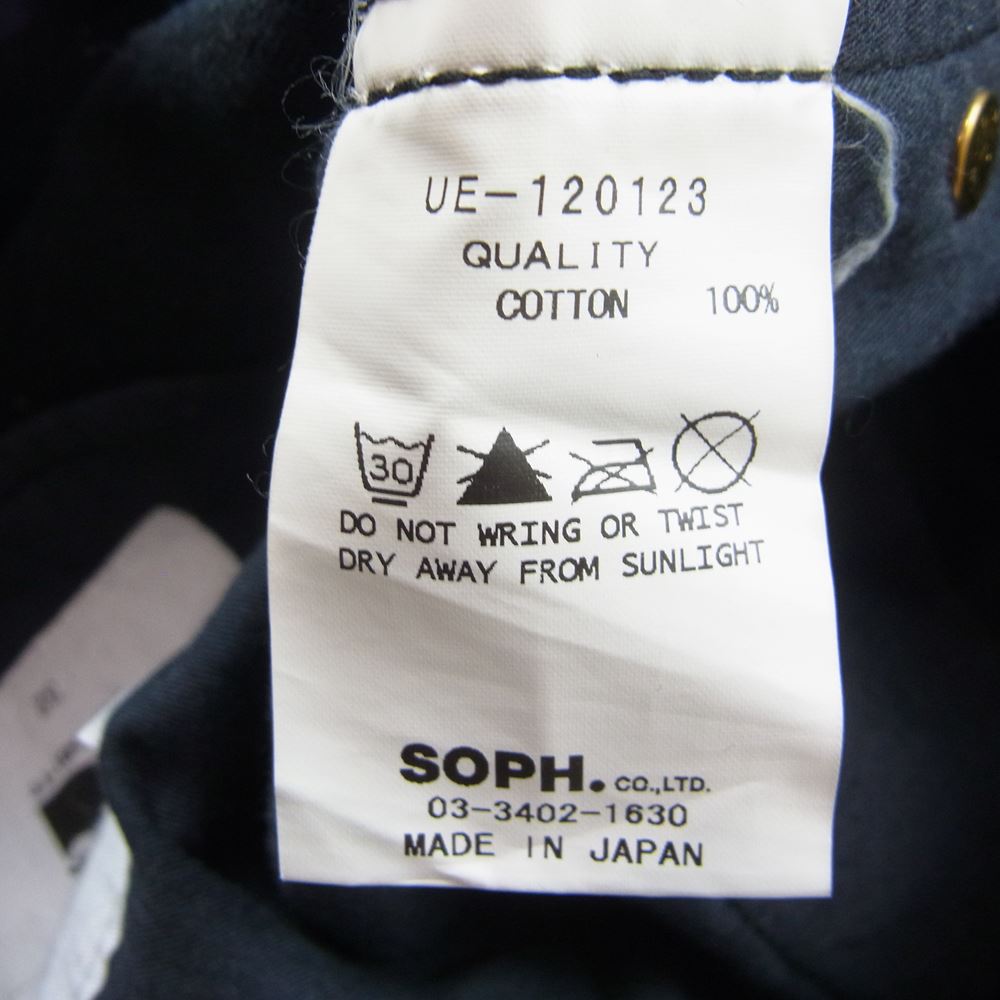 UE-120123
QUALITY
COTTON 100%
30
DO NOT WRING OR TWIST
DRY AWAY FROM SUNLIGHT
SOPH. CO.,LTD.
03-3402-1630
MADE IN JAPAN